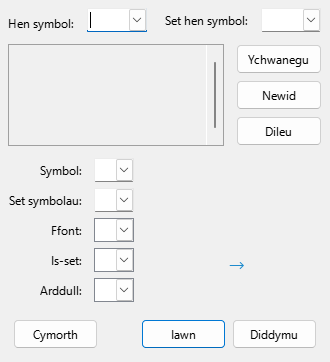 Hen symbol: Set hen symbol:
Ychwanegu
Newid
Dileu
Symbol:
Set symbolau:
Ffont:
Is-set:
→
Arddull:
Cymorth Iawn Diddymu